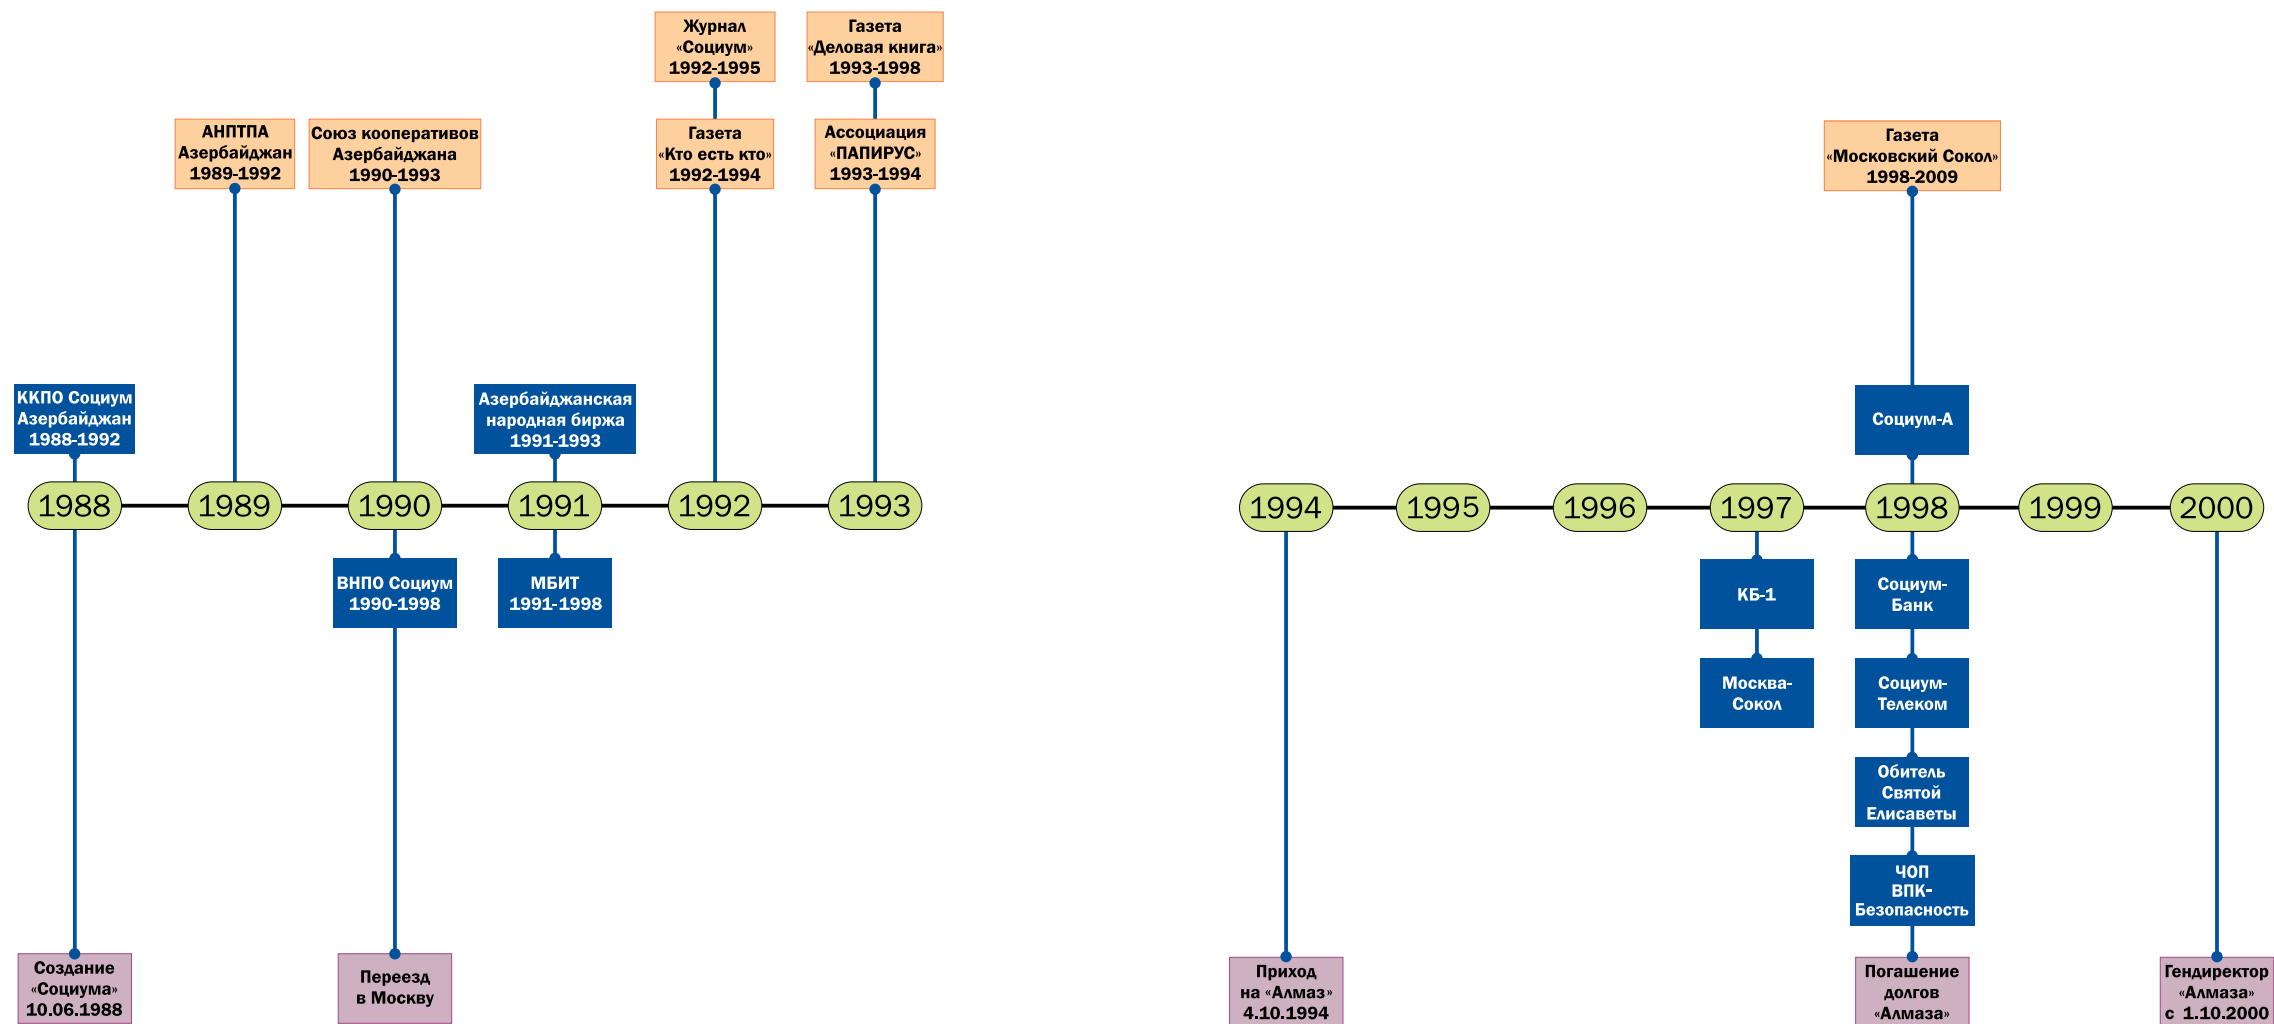 Журнал
«Социум»
1992-1995
Газета
«Деловая книга»
1993-1998
АНПТПА
Азербайджан
1989-1992
Союз кооперативов
Азербайджана
1990-1993
Газета
«Кто есть кто»
1992-1994
Ассоциация
«ПАПИРУС»
1993-1994
Газета
«Московский Сокол»
1998-2009
ККПО Социум
Азербайджан
1988-1992
Азербайджанская
народная биржа
1991-1993
Социум-А
1988
1989
1990
1991
1992
1993
1994
1995
1996
1997
1998
1999
2000
ВНПО Социум
1990-1998
МБИТ
1991-1998
КБ-1
Социум-
Банк
Москва-
Сокол
Социум-
Телеком
Обитель
Святой
Елисаветы
ЧОП
ВПК-
Безопасность
Создание
«Социума»
10.06.1988
Переезд
в Москву
Приход
на «Алмаз»
4.10.1994
Погашение
долгов
«Алмаза»
Гендиректор
«Алмаза»
с 1.10.2000